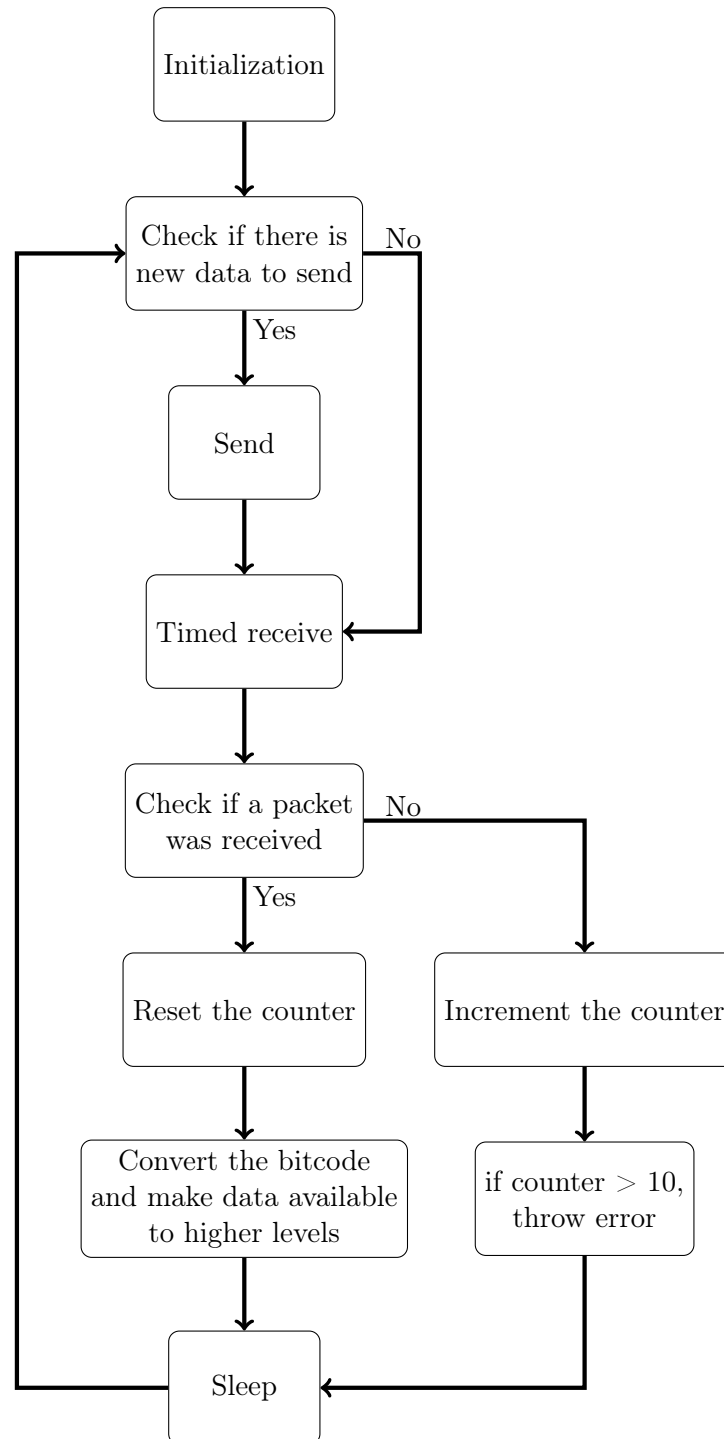 Initialization
Check if there is
new data to send
No
Yes
Send
Timed receive
Check if a packet
was received
No
Yes
Reset the counter
Increment the counter
Convert the bitcode
and make data available
to higher levels
if counter > 10,
throw error
Sleep